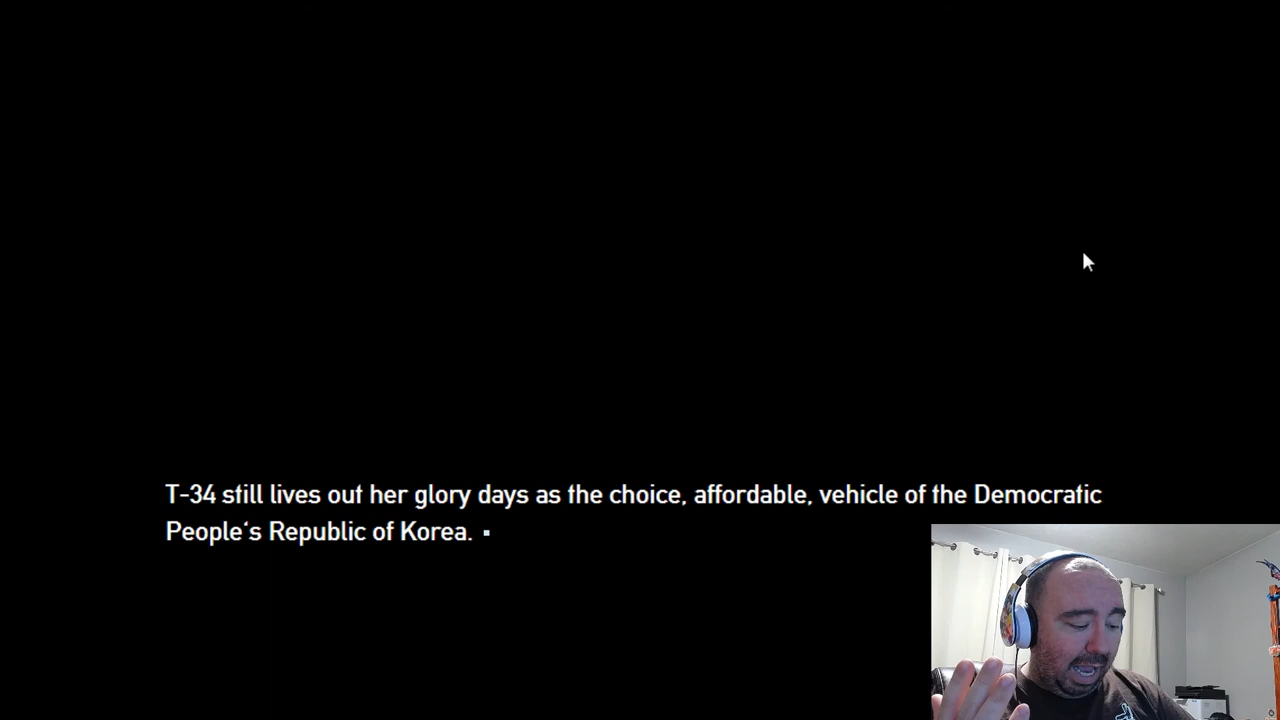 T-34 still lives out her glory days as the choice, affordable, vehicle of the Democratic
People‘s Republic of Korea.